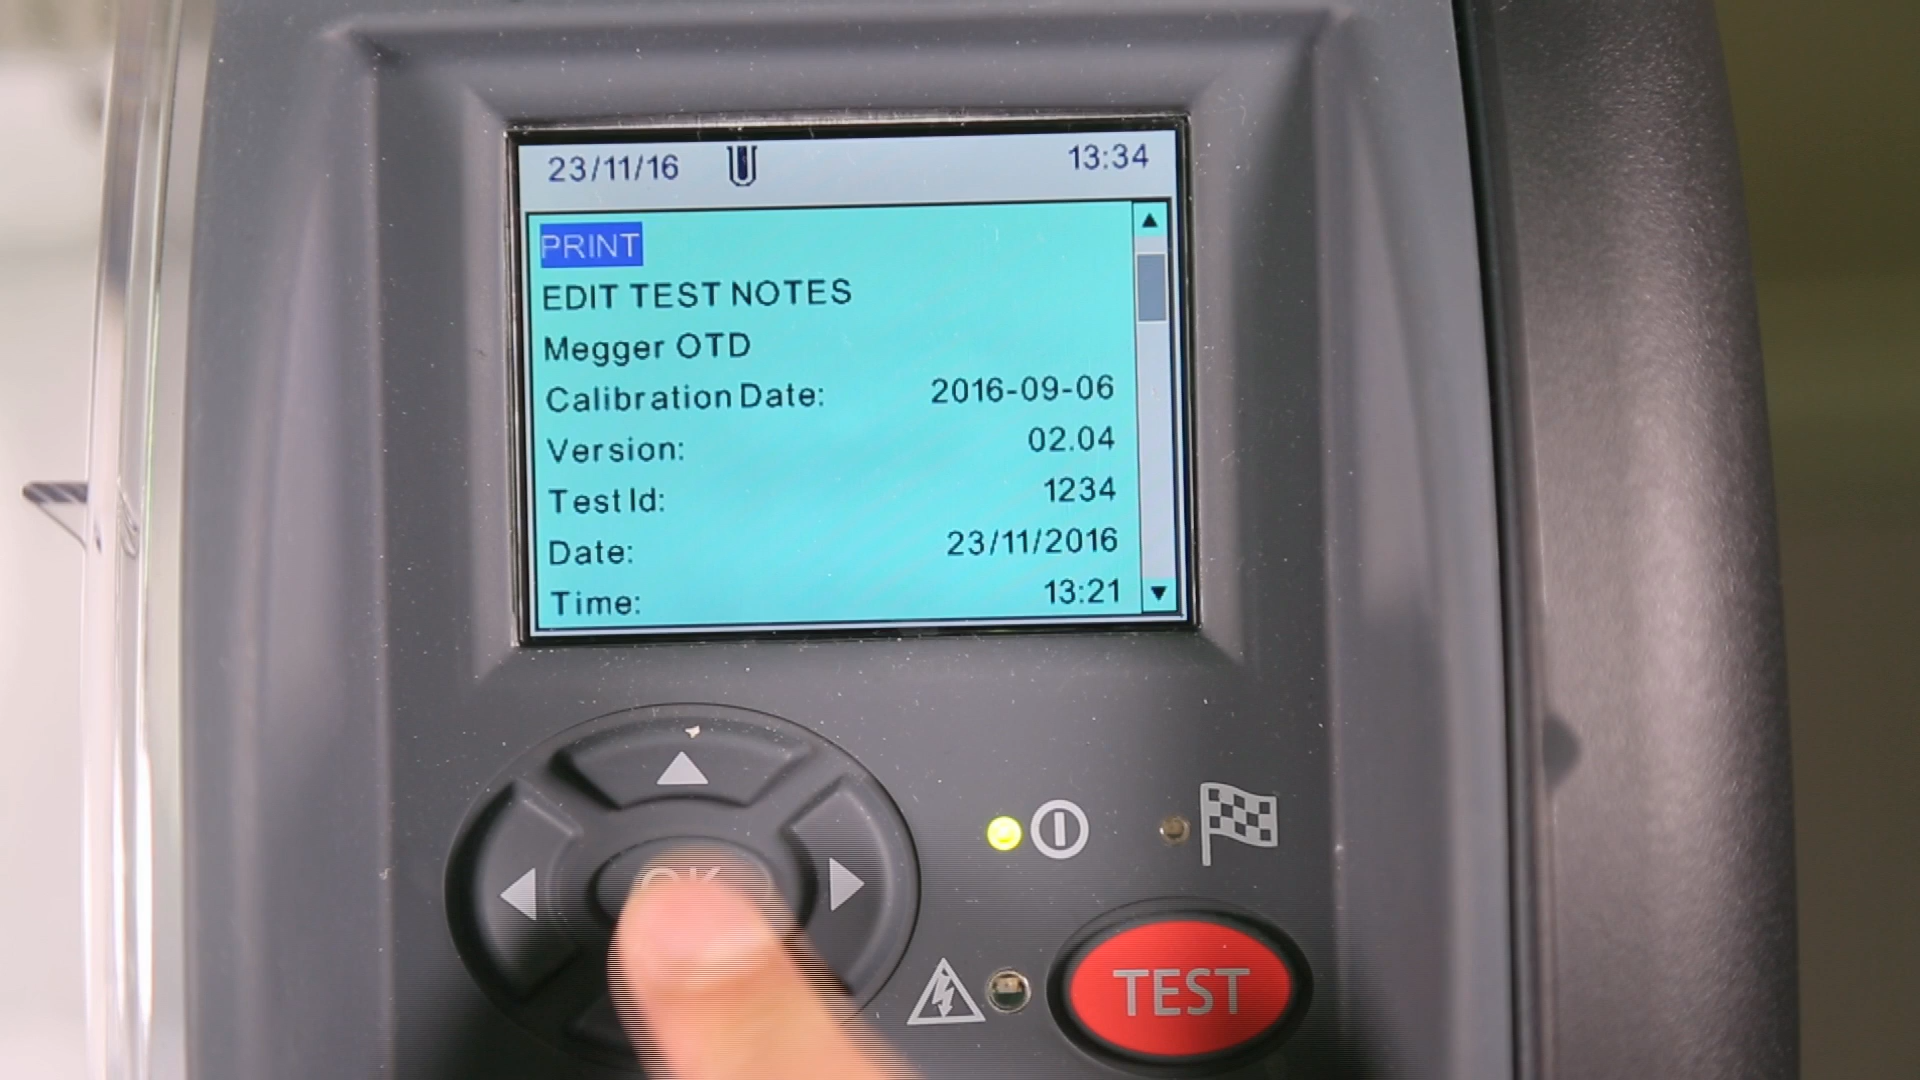 23/11/16 13:34
PRINT
EDIT TEST NOTES
Megger OTD
Calibration Date: 2016-09-06
Version: 02.04
Test Id: 1234
Date: 23/11/2016
Time: 13:21
OK
TEST